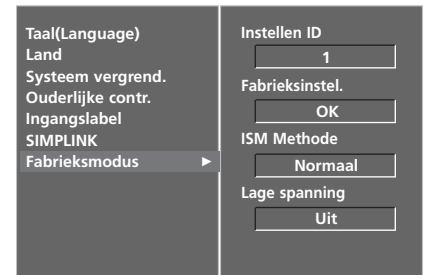 Taal(Language)
Land
Systeem vergrend.
Ouderlijke contr.
Ingangslabel
SIMPLINK
Fabrieksmodus ►
Instellen ID
1
Fabrieksinstel.
OK
ISM Methode
Normaal
Lage spanning
Uit